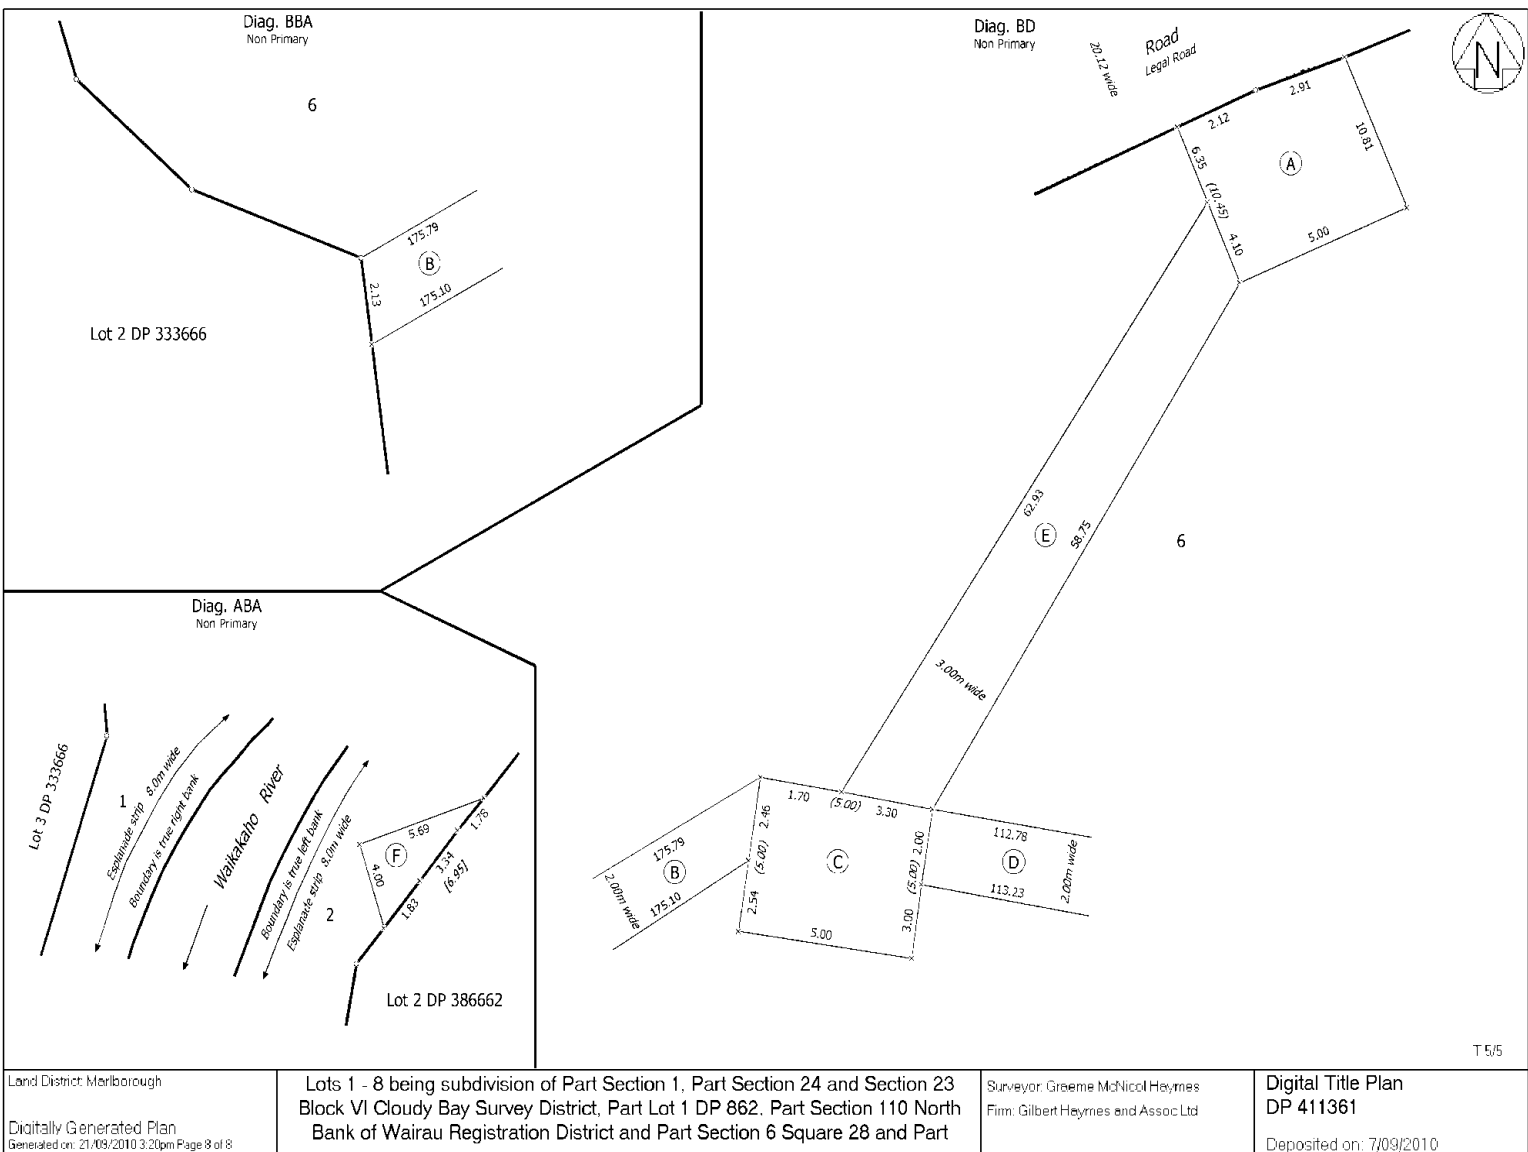 Diag. BBA
Non Primary
6
175.79
B
2.13
175.10
Lot 2 DP 333666
Diag. BD
Non Primary
20.12 wide
Road
Legal Road
N
2.91
2.12
10.81
6.35
(10.45)
4.10
A
5.00
62.93
E
58.75
6
3.00m wide
1.70
(5.00)
3.30
2.46
(5.00)
2.54
C
2.00
(5.00)
3.00
5.00
175.79
B
2.00m wide
175.10
112.78
D
2.00m wide
113.23
Diag. ABA
Non Primary
Lot 3 DP 333666
1
Esplanade strip 8.0m wide
Boundary is true right bank
Waikakaho River
Boundary is true left bank
Esplanade strip 8.0m wide
2
5.69
F
4.00
1.78
3.34
[6.95]
1.83
Lot 2 DP 386662
T 5/5
Land District: Marlborough
Digitally Generated Plan
Generated on: 21/09/2010 3:20pm Page 8 of 8
Lots 1 - 8 being subdivision of Part Section 1, Part Section 24 and Section 23
Block VI Cloudy Bay Survey District, Part Lot 1 DP 862. Part Section 110 North
Bank of Wairau Registration District and Part Section 6 Square 28 and Part
Surveyor: Graeme McNicol Haymes
Firm: Gilbert Haymes and Assoc Ltd
Digital Title Plan
DP 411361
Deposited on: 7/09/2010